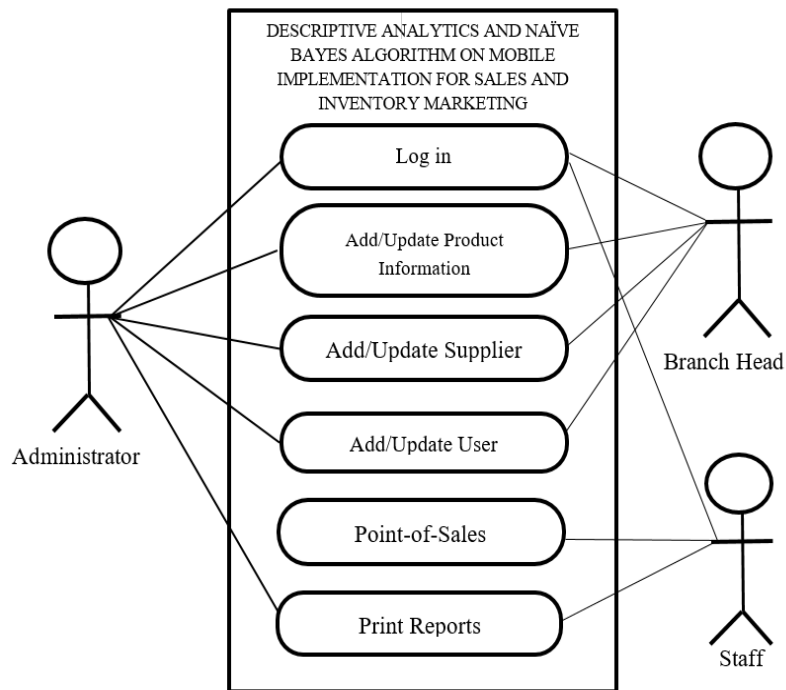 DESCRIPTIVE ANALYTICS AND NAÏVE
BAYES ALGORITHM ON MOBILE
IMPLEMENTATION FOR SALES AND
INVENTORY MARKETING
Log in
Add/Update Product
Information
Add/Update Supplier
Branch Head
Add/Update User
Administrator
Point-of-Sales
Print Reports
Staff